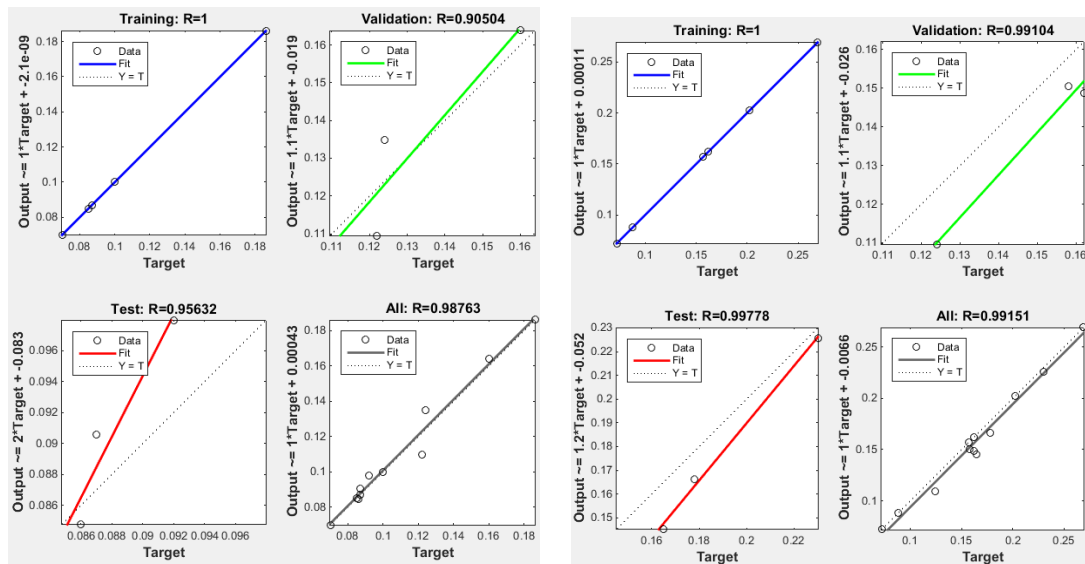 Training: R=1
Output ~= 1*Target + -2.1e-09
Data
Fit
Y = T
0.18
0.16
0.14
0.12
0.1
0.08
0.08 0.1 0.12 0.14 0.16 0.18
Target
Validation: R=0.90504
Output ~= 1.1*Target + -0.019
Data
Fit
Y = T
0.16
0.15
0.14
0.13
0.12
0.11
0.11 0.12 0.13 0.14 0.15 0.16
Target
Training: R=1
Output ~= 1*Target + 0.00011
Data
Fit
Y = T
0.25
0.2
0.15
0.1
0.1 0.15 0.2 0.25
Target
Validation: R=0.99104
Output ~= 1.1*Target + -0.026
Data
Fit
Y = T
0.16
0.15
0.14
0.13
0.12
0.11
0.11 0.12 0.13 0.14 0.15 0.16
Target
Test: R=0.95632
Output ~= 2*Target + -0.083
Data
Fit
Y = T
0.096
0.094
0.092
0.09
0.088
0.086
0.086 0.088 0.09 0.092 0.094 0.096
Target
All: R=0.98763
Output ~= 1*Target + 0.00043
Data
Fit
Y = T
0.18
0.16
0.14
0.12
0.1
0.08
0.08 0.1 0.12 0.14 0.16 0.18
Target
Test: R=0.99778
Output ~= 1.2*Target + -0.052
Data
Fit
Y = T
0.23
0.22
0.21
0.2
0.19
0.18
0.17
0.16
0.15
0.16 0.18 0.2 0.22
Target
All: R=0.99151
Output ~= 1*Target + -0.0066
Data
Fit
Y = T
0.25
0.2
0.15
0.1
0.1 0.15 0.2 0.25
Target